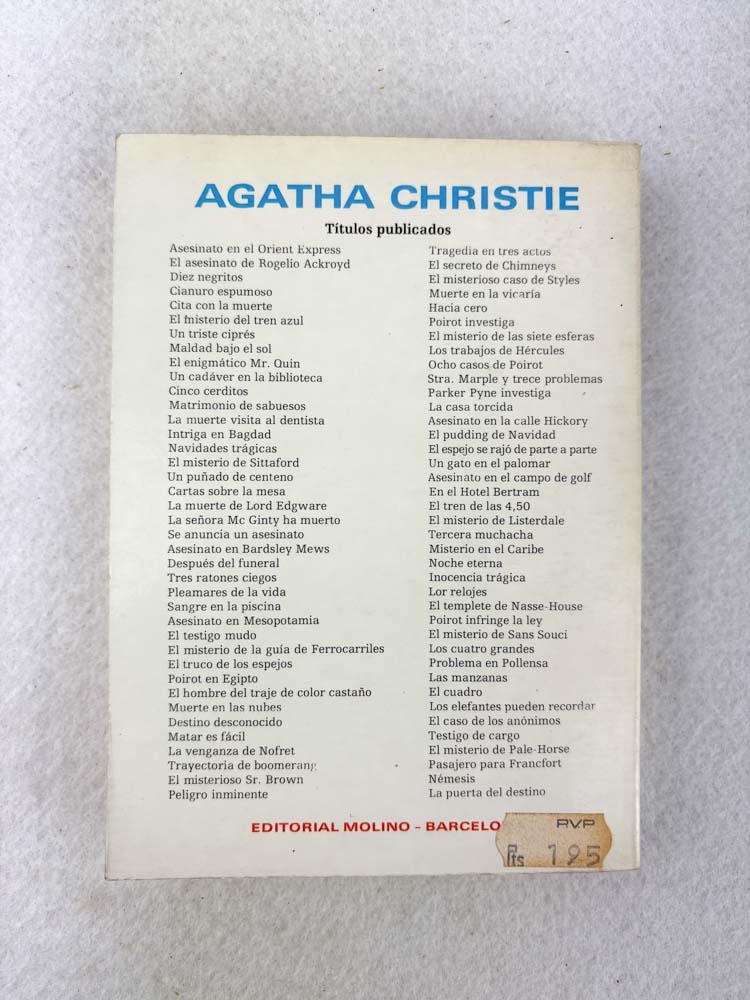 AGATHA CHRISTIE
Títulos publicados
Asesinato en el Orient Express
El asesinato de Rogelio Ackroyd
Diez negritos
Cianuro espumoso
Cita con la muerte
El misterio del tren azul
Un triste ciprés
Maldad bajo el sol
El enigmático Mr. Quin
Un cadáver en la biblioteca
Cinco cerditos
Matrimonio de sabuesos
La muerte visita al dentista
Intriga en Bagdad
Navidades trágicas
El misterio de Sittaford
Un puñado de centeno
Cartas sobre la mesa
La muerte de Lord Edgware
La señora Mc Ginty ha muerto
Se anuncia un asesinato
Asesinato en Bardsley Mews
Después del funeral
Tres ratones ciegos
Pleamares de la vida
Sangre en la piscina
Asesinato en Mesopotamia
El testigo mudo
El misterio de la guía de Ferrocarriles
El truco de los espejos
Poirot en Egipto
El hombre del traje de color castaño
Muerte en las nubes
Destino desconocido
Matar es fácil
La venganza de Nofret
Trayectoria de boomerang
El misterioso Sr. Brown
Peligro inminente
Tragedia en tres actos
El secreto de Chimneys
El misterioso caso de Styles
Muerte en la vicaría
Hacia cero
Poirot investiga
El misterio de las siete esferas
Los trabajos de Hércules
Ocho casos de Poirot
Stra. Marple y trece problemas
Parker Pyne investiga
La casa torcida
Asesinato en la calle Hickory
El pudding de Navidad
El espejo se rajó de parte a parte
Un gato en el palomar
Asesinato en el campo de golf
En el Hotel Bertram
El tren de las 4,50
El misterio de Listerdale
Tercera muchacha
Misterio en el Caribe
Noche eterna
Inocencia trágica
Lor relojes
El templete de Nasse-House
Poirot infringe la ley
El misterio de Sans Souci
Los cuatro grandes
Problema en Pollensa
Las manzanas
El cuadro
Los elefantes pueden recordar
El caso de los anónimos
Testigo de cargo
El misterio de Pale-Horse
Pasajero para Francfort
Némesis
La puerta del destino
EDITORIAL MOLINO - BARCELO
PVP
Pts 195